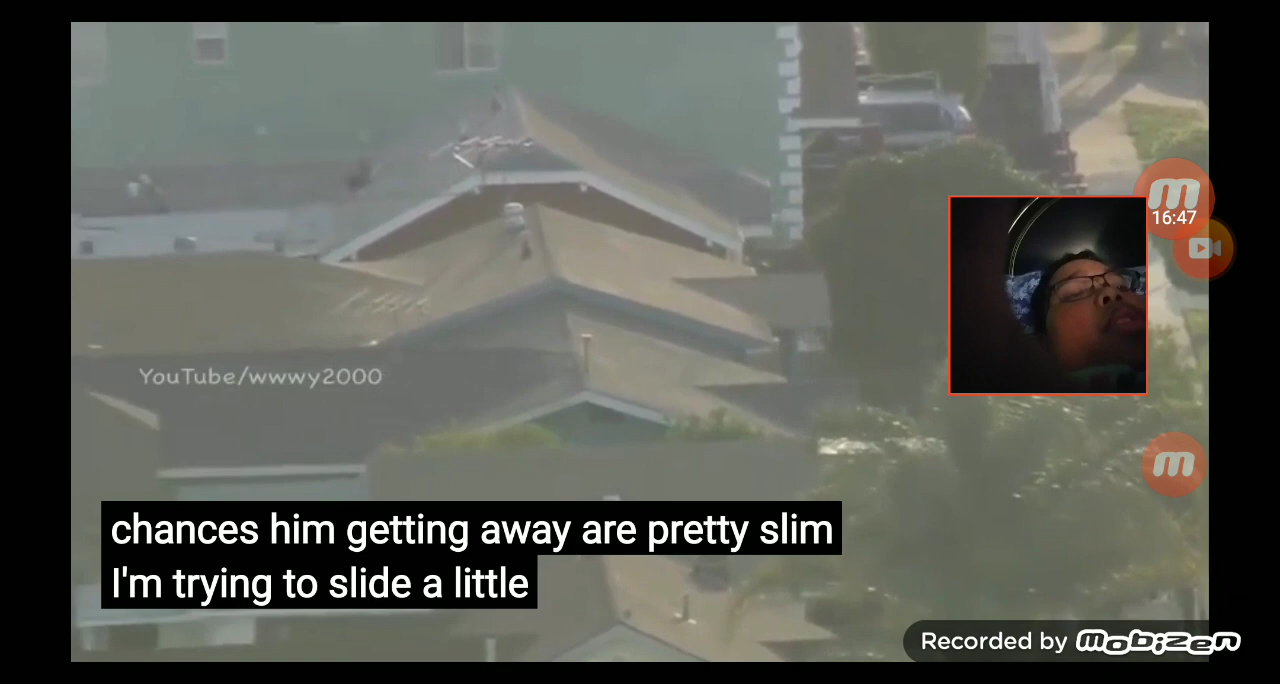 16:47
YouTube/wwwy2000
chances him getting away are pretty slim
I'm trying to slide a little
Recorded by Mobizen